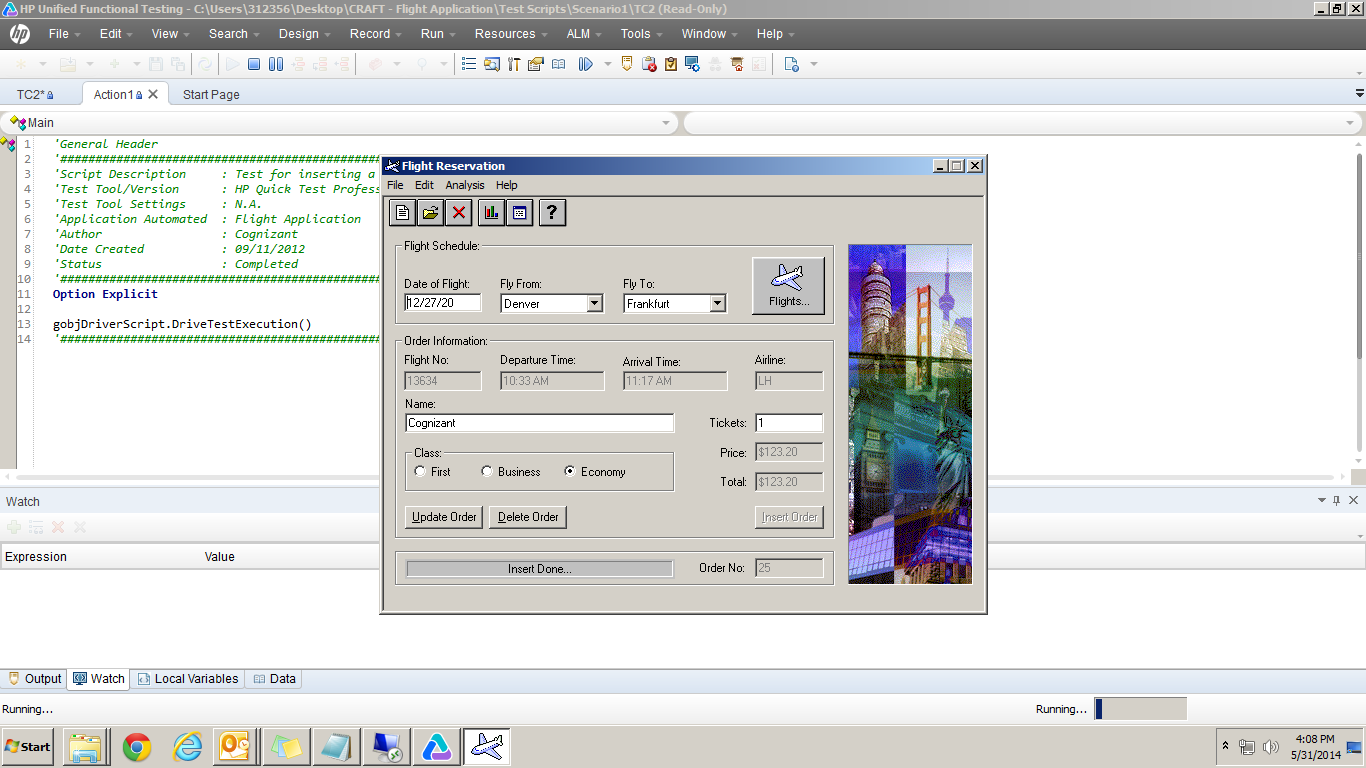 HP Unified Functional Testing - C:\Users\312356\Desktop\CRAFT - Flight Application\Test Scripts\Scenario1\TC2 (Read-Only)
hp File Edit View Search Design Record Run Resources ALM Tools Window Help
TC2* Action1 Start Page
Main
1 'General Header
2 '################################################
3 'Script Description : Test for inserting a
4 'Test Tool/Version : HP Quick Test Profess
5 'Test Tool Settings : N.A.
6 'Application Automated : Flight Application
7 'Author : Cognizant
8 'Date Created : 09/11/2012
9 'Status : Completed
10 '################################################
11 Option Explicit
12
13 gobjDriverScript.DriveTestExecution()
14 '################################################
Flight Reservation
File Edit Analysis Help
?
Flight Schedule:
Date of Flight: Fly From: Fly To:
12/27/20 Denver Frankfurt
Flights...
Order Information:
Flight No: Departure Time: Arrival Time: Airline:
13634 10:33 AM 11:17 AM LH
Name:
Cognizant
Tickets: 1
Class:
First Business Economy
Price: $123.20
Total: $123.20
Update Order Delete Order Insert Order
Insert Done... Order No: 25
Watch
Expression Value
Output Watch Local Variables Data
Running... Running...
Start
4:08 PM
5/31/2014